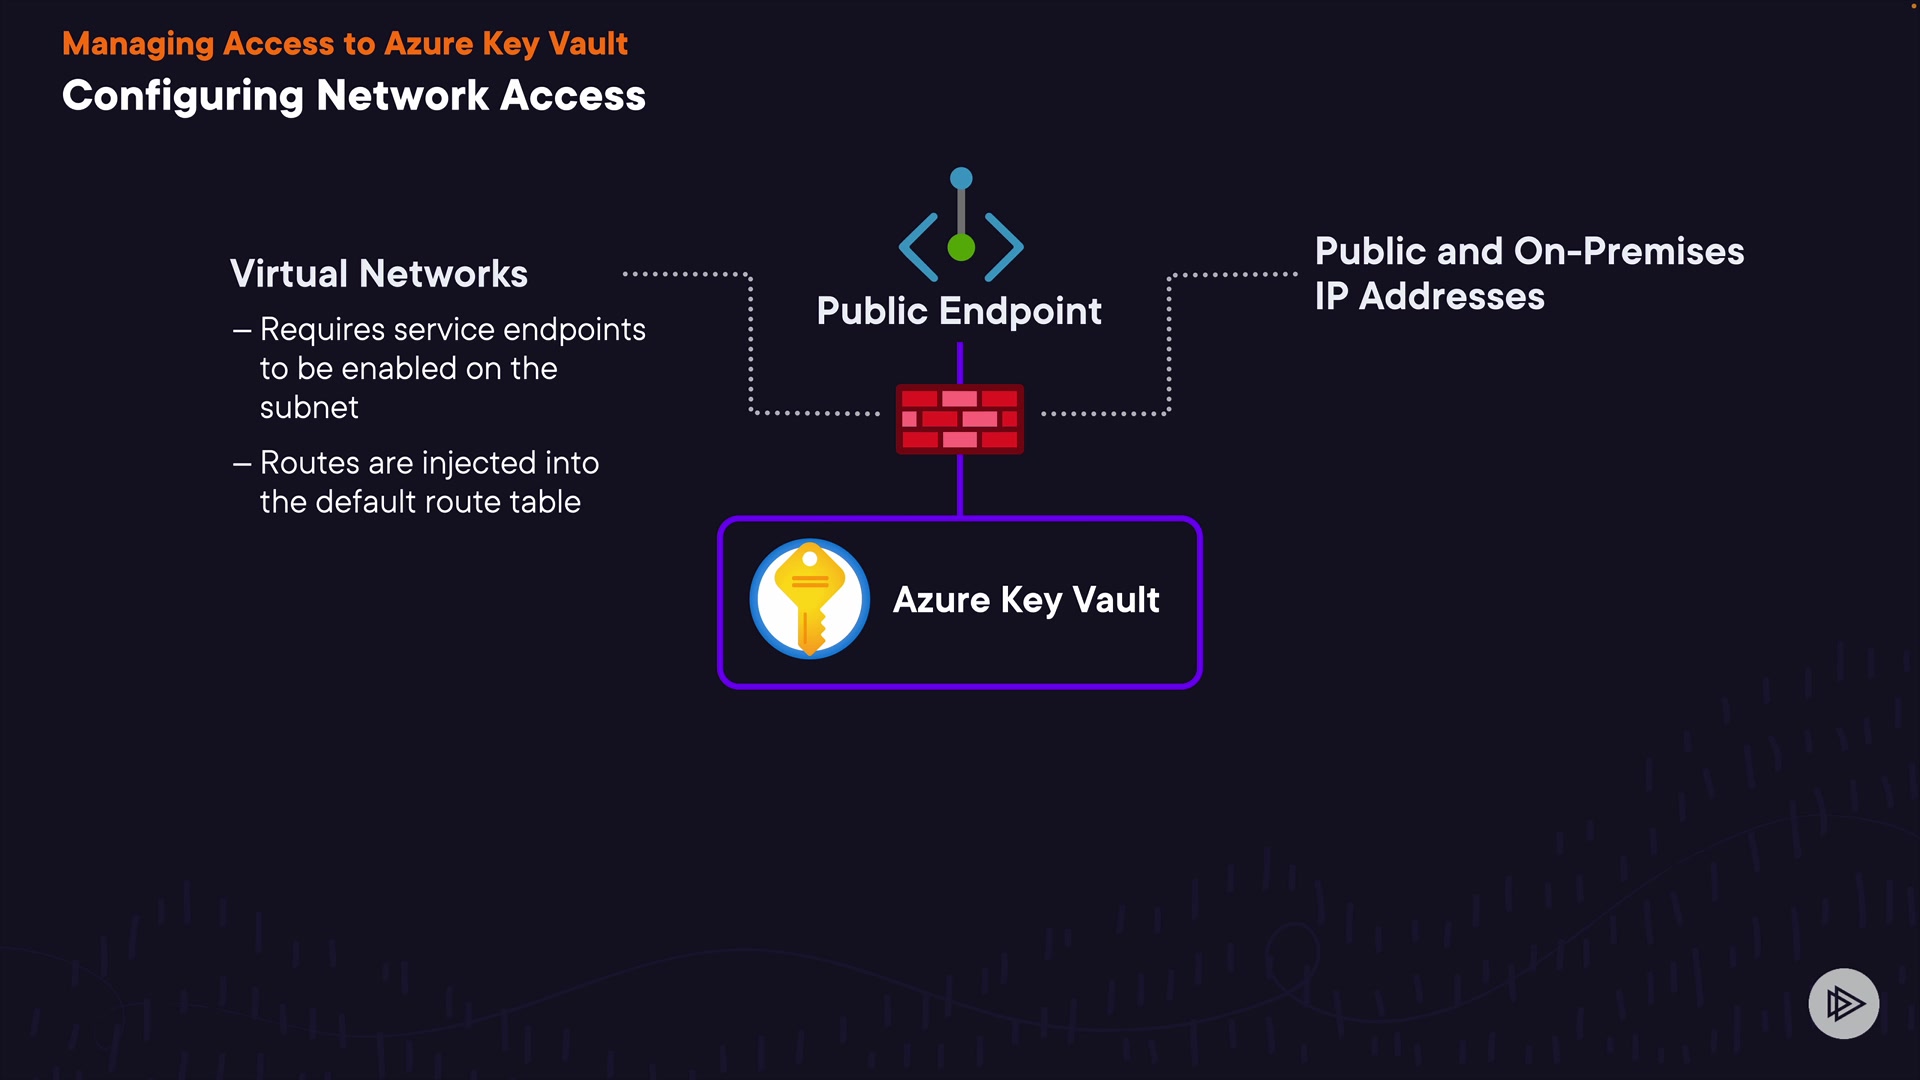 Managing Access to Azure Key Vault
Configuring Network Access
Virtual Networks
– Requires service endpoints
to be enabled on the
subnet
– Routes are injected into
the default route table
Public Endpoint
Public and On-Premises
IP Addresses
Azure Key Vault